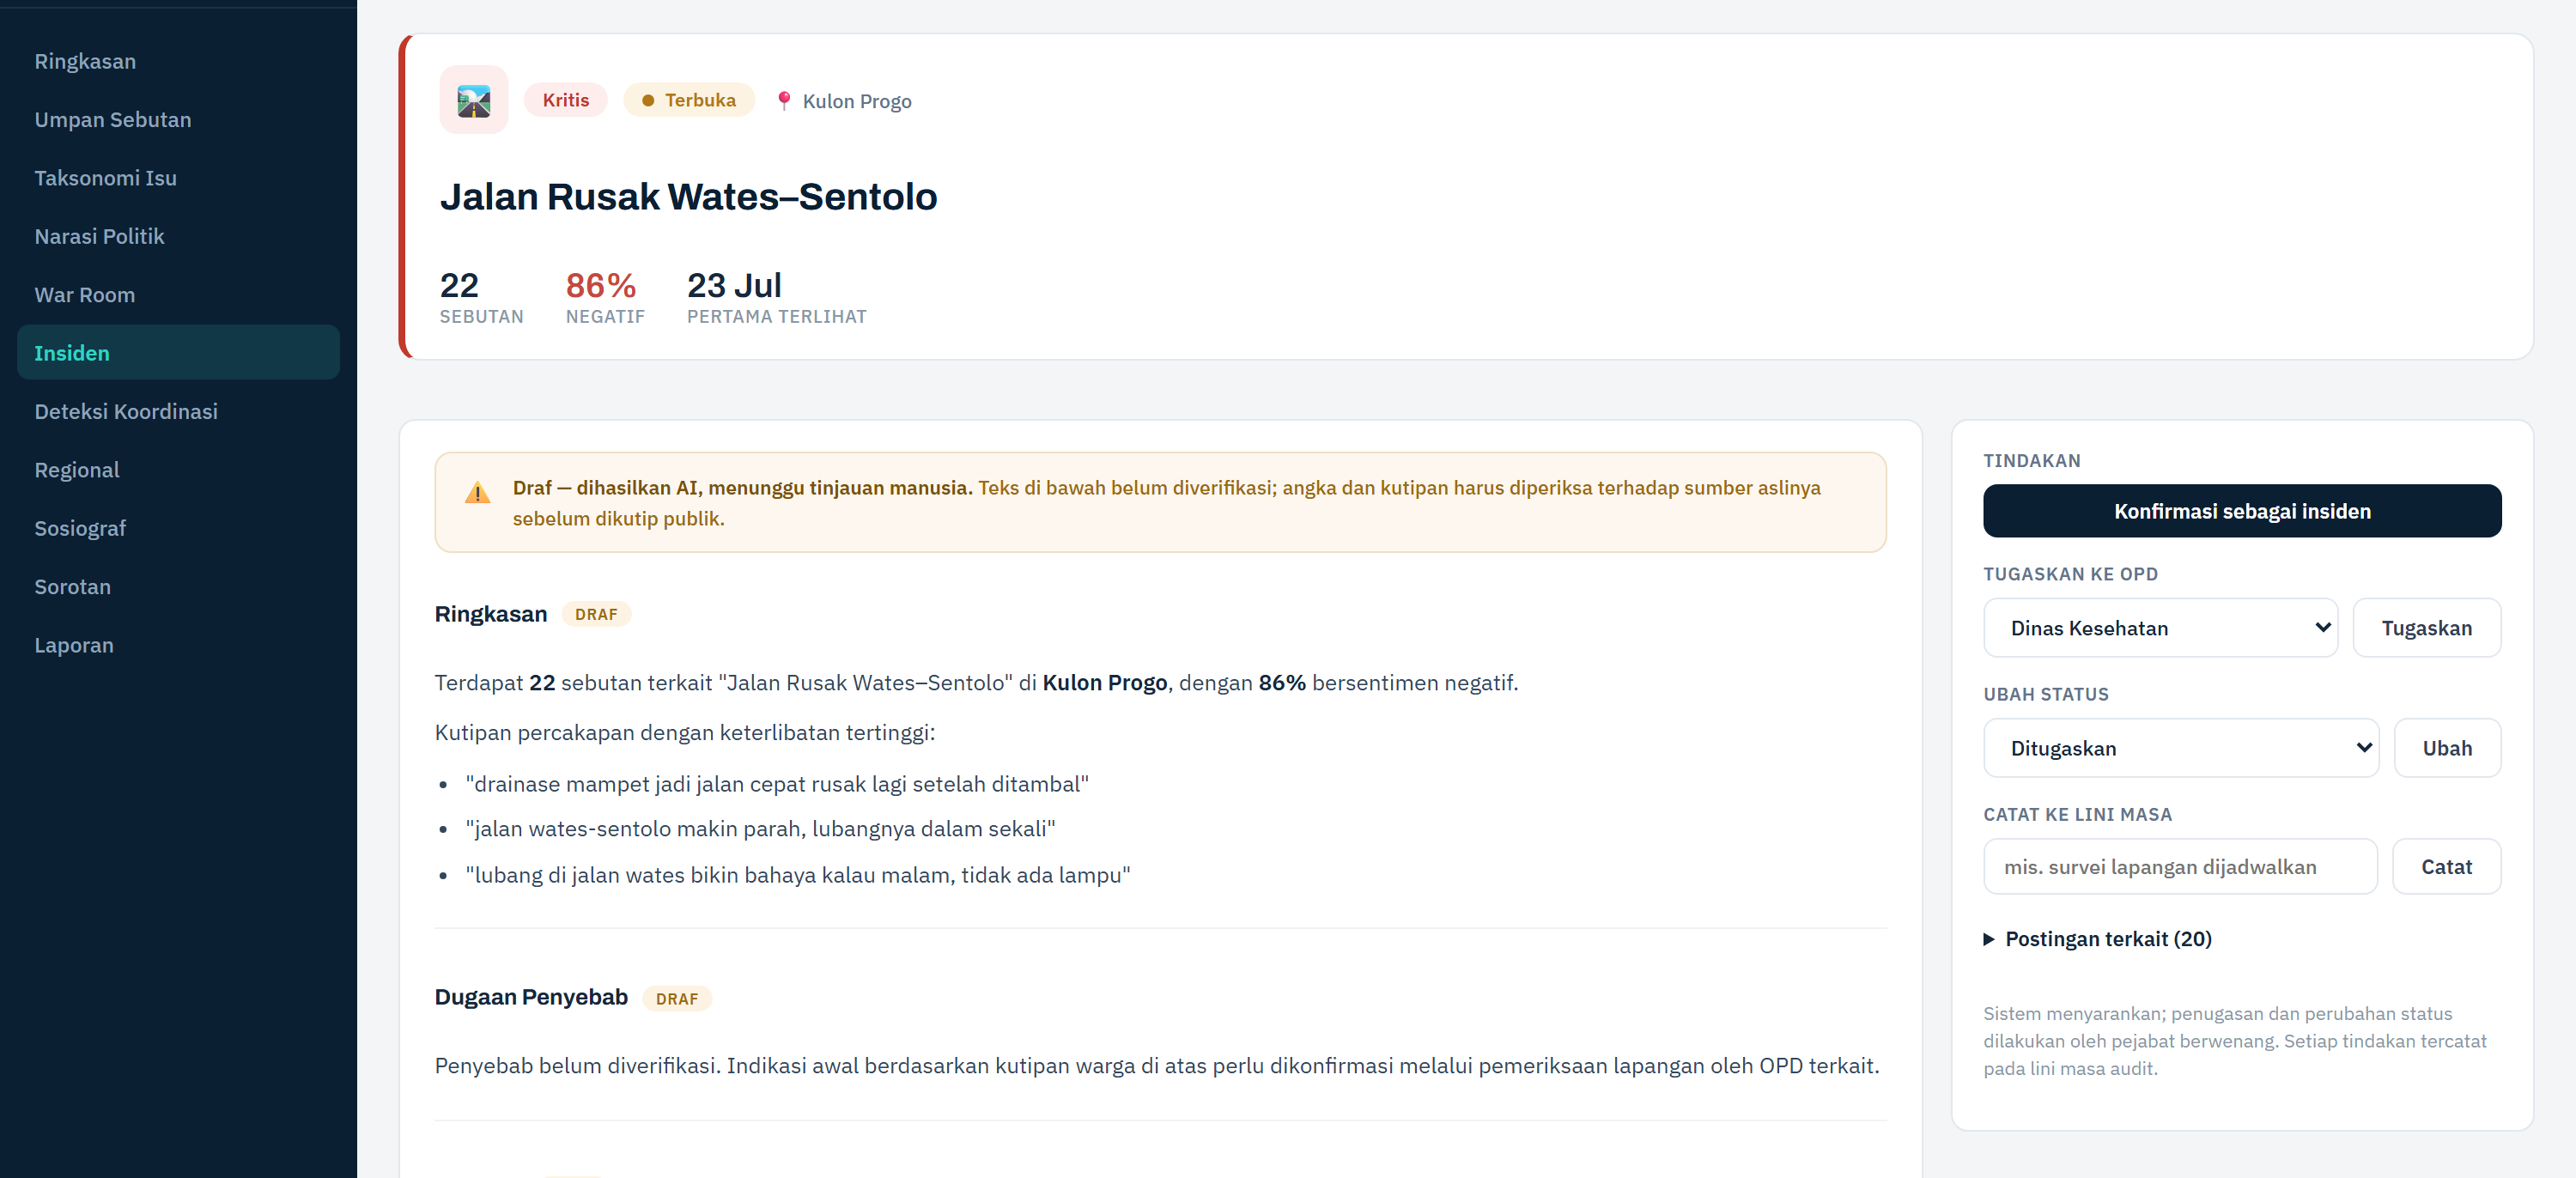 Ringkasan
Umpan Sebutan
Taksonomi Isu
Narasi Politik
War Room
Insiden
Deteksi Koordinasi
Regional
Sosiograf
Sorotan
Laporan
Kritis
Terbuka
Kulon Progo
Jalan Rusak Wates–Sentolo
22
SEBUTAN
86%
NEGATIF
23 Jul
PERTAMA TERLIHAT
Draf — dihasilkan AI, menunggu tinjauan manusia. Teks di bawah belum diverifikasi; angka dan kutipan harus diperiksa terhadap sumber aslinya
sebelum dikutip publik.
Ringkasan DRAF
Terdapat 22 sebutan terkait "Jalan Rusak Wates–Sentolo" di Kulon Progo, dengan 86% bersentimen negatif.
Kutipan percakapan dengan keterlibatan tertinggi:
• "drainase mampet jadi jalan cepat rusak lagi setelah ditambal"
• "jalan wates-sentolo makin parah, lubangnya dalam sekali"
• "lubang di jalan wates bikin bahaya kalau malam, tidak ada lampu"
Dugaan Penyebab DRAF
Penyebab belum diverifikasi. Indikasi awal berdasarkan kutipan warga di atas perlu dikonfirmasi melalui pemeriksaan lapangan oleh OPD terkait.
TINDAKAN
Konfirmasi sebagai insiden
TUGASKAN KE OPD
Dinas Kesehatan
Tugaskan
UBAH STATUS
Ditugaskan
Ubah
CATAT KE LINI MASA
mis. survei lapangan dijadwalkan
Catat
Postingan terkait (20)
Sistem menyarankan; penugasan dan perubahan status
dilakukan oleh pejabat berwenang. Setiap tindakan tercatat
pada lini masa audit.